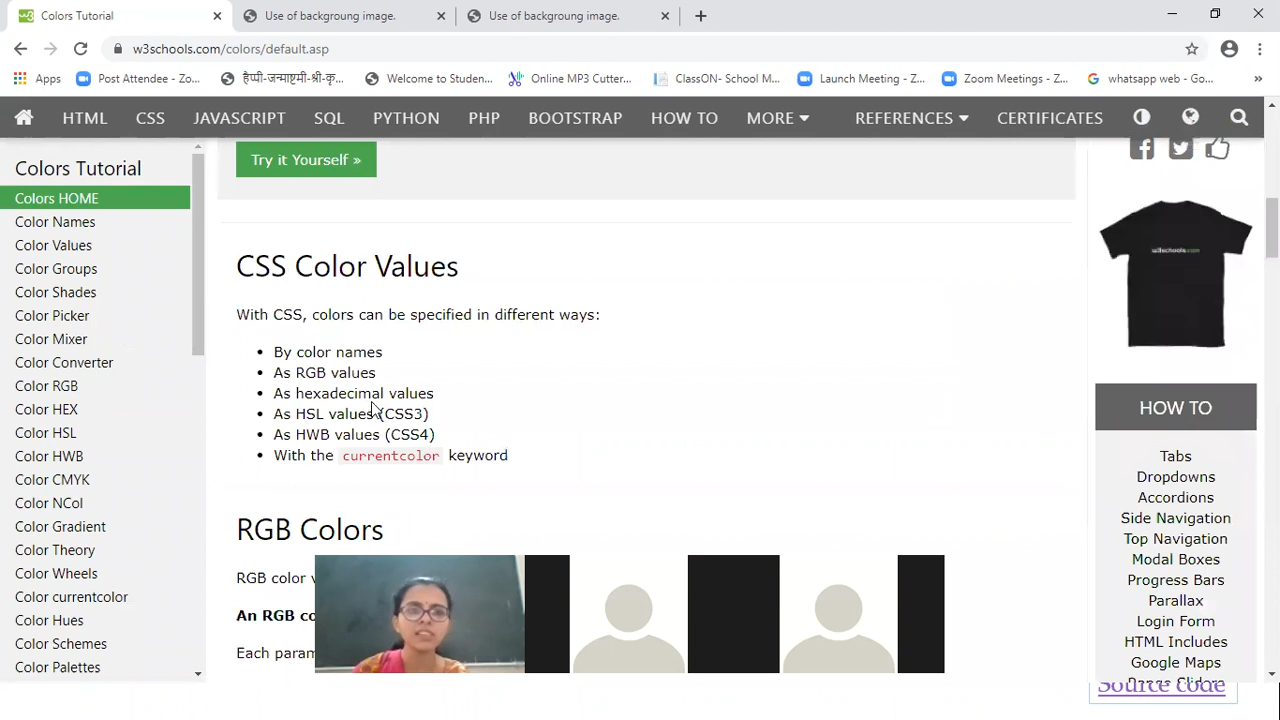 Colors Tutorial
Use of backgroung image.
Use of backgroung image.
w3schools.com/colors/default.asp
Apps
Post Attendee - Zo...
हैप्पी-जन्माष्टमी-श्री-कृ...
Welcome to Studen...
Online MP3 Cutter...
ClassON- School M...
Launch Meeting - Z...
Zoom Meetings - Z...
whatsapp web - Go...
HTML
CSS
JAVASCRIPT
SQL
PYTHON
PHP
BOOTSTRAP
HOW TO
MORE
REFERENCES
CERTIFICATES
Colors Tutorial
Colors HOME
Color Names
Color Values
Color Groups
Color Shades
Color Picker
Color Mixer
Color Converter
Color RGB
Color HEX
Color HSL
Color HWB
Color CMYK
Color NCol
Color Gradient
Color Theory
Color Wheels
Color currentcolor
Color Hues
Color Schemes
Color Palettes
Try it Yourself »
CSS Color Values
With CSS, colors can be specified in different ways:
• By color names
• As RGB values
• As hexadecimal values
• As HSL values (CSS3)
• As HWB values (CSS4)
• With the currentcolor keyword
RGB Colors
RGB color
An RGB
Each
w3schools.com
HOW TO
Tabs
Dropdowns
Accordions
Side Navigation
Top Navigation
Modal Boxes
Progress Bars
Parallax
Login Form
HTML Includes
Google Maps
Source code